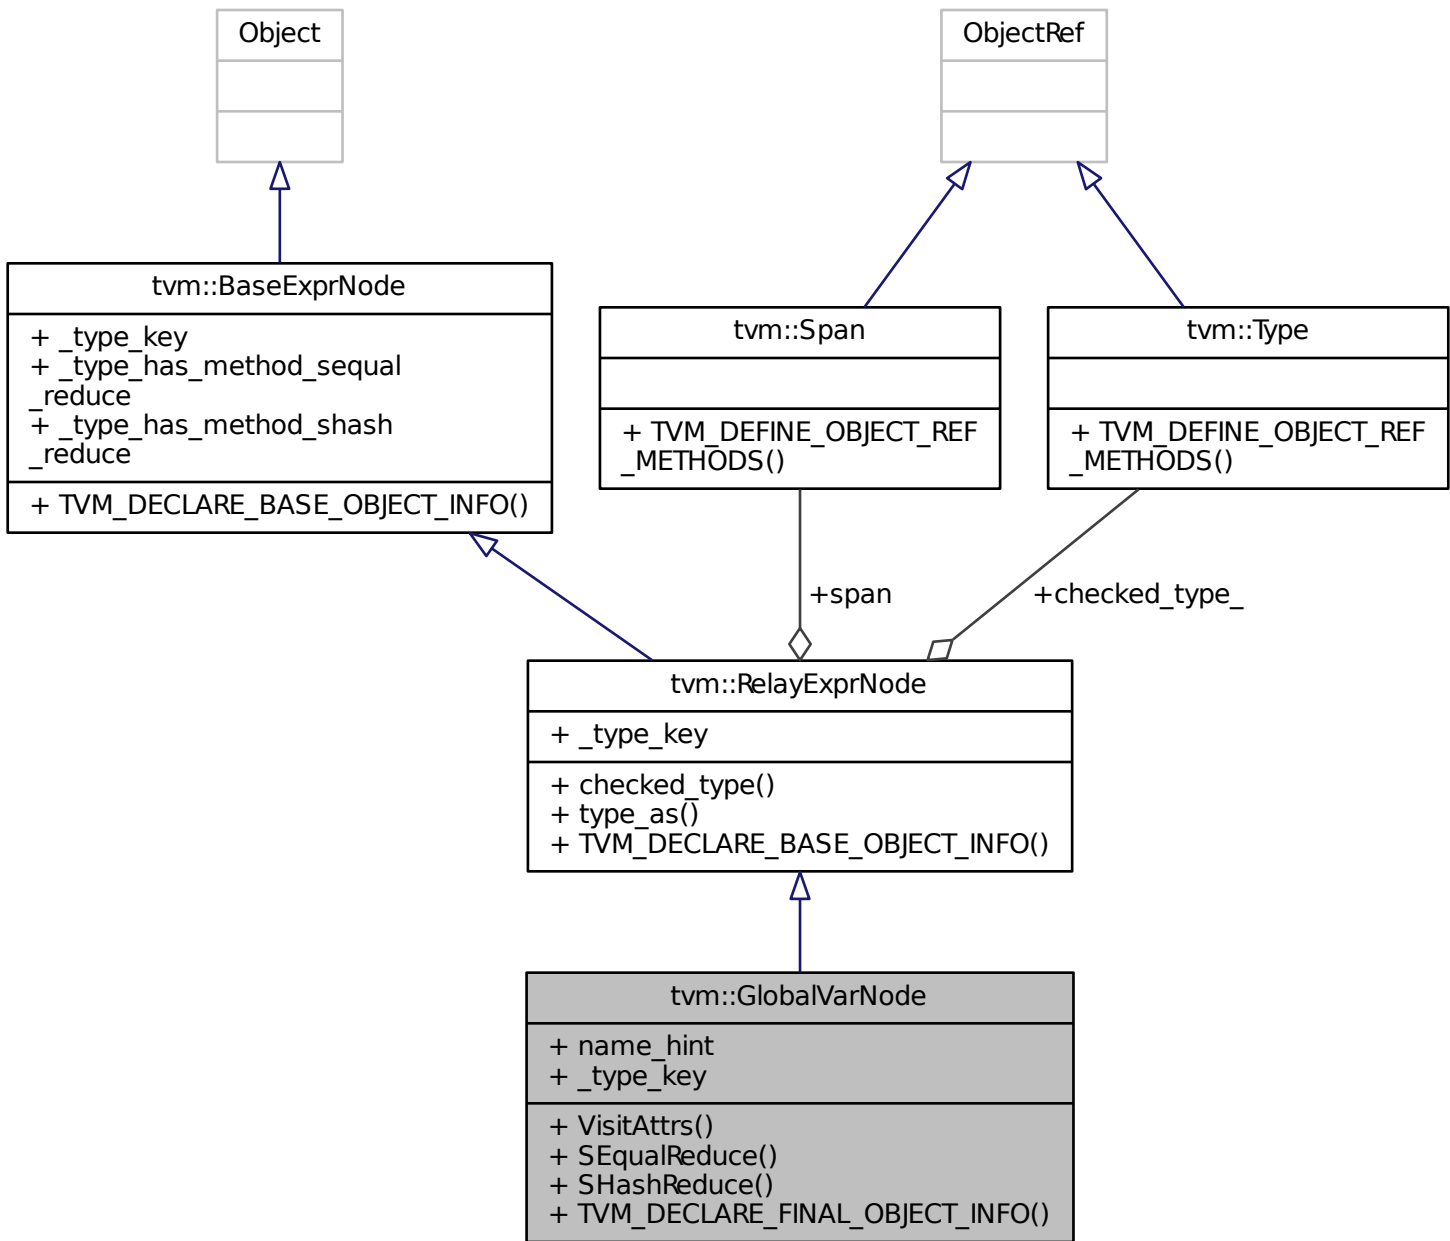 Object
ObjectRef
tvm::BaseExprNode
+ _type_key
+ _type_has_method_sequal
_reduce
+ _type_has_method_shash
_reduce
+ TVM_DECLARE_BASE_OBJECT_INFO()
tvm::Span
+ TVM_DEFINE_OBJECT_REF
_METHODS()
tvm::Type
+ TVM_DEFINE_OBJECT_REF
_METHODS()
+span
+checked_type_
tvm::RelayExprNode
+ _type_key
+ checked_type()
+ type_as()
+ TVM_DECLARE_BASE_OBJECT_INFO()
tvm::GlobalVarNode
+ name_hint
+ _type_key
+ VisitAttrs()
+ SEqualReduce()
+ SHashReduce()
+ TVM_DECLARE_FINAL_OBJECT_INFO()